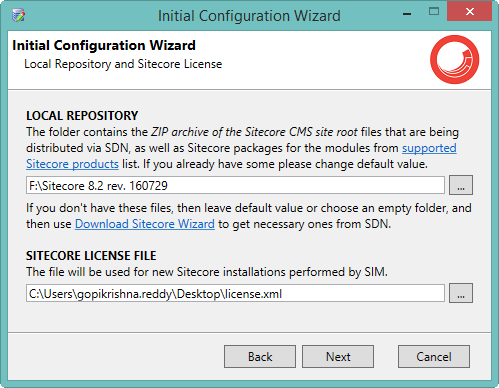 Initial Configuration Wizard
Initial Configuration Wizard
Local Repository and Sitecore License
LOCAL REPOSITORY
The folder contains the ZIP archive of the Sitecore CMS site root files that are being
distributed via SDN, as well as Sitecore packages for the modules from supported
Sitecore products list. If you already have some please change default value.
F:\Sitecore 8.2 rev. 160729
...
If you don't have these files, then leave default value or choose an empty folder, and
then use Download Sitecore Wizard to get necessary ones from SDN.
SITECORE LICENSE FILE
The file will be used for new Sitecore installations performed by SIM.
C:\Users\gopikrishna.reddy\Desktop\license.xml
...
Back Next Cancel